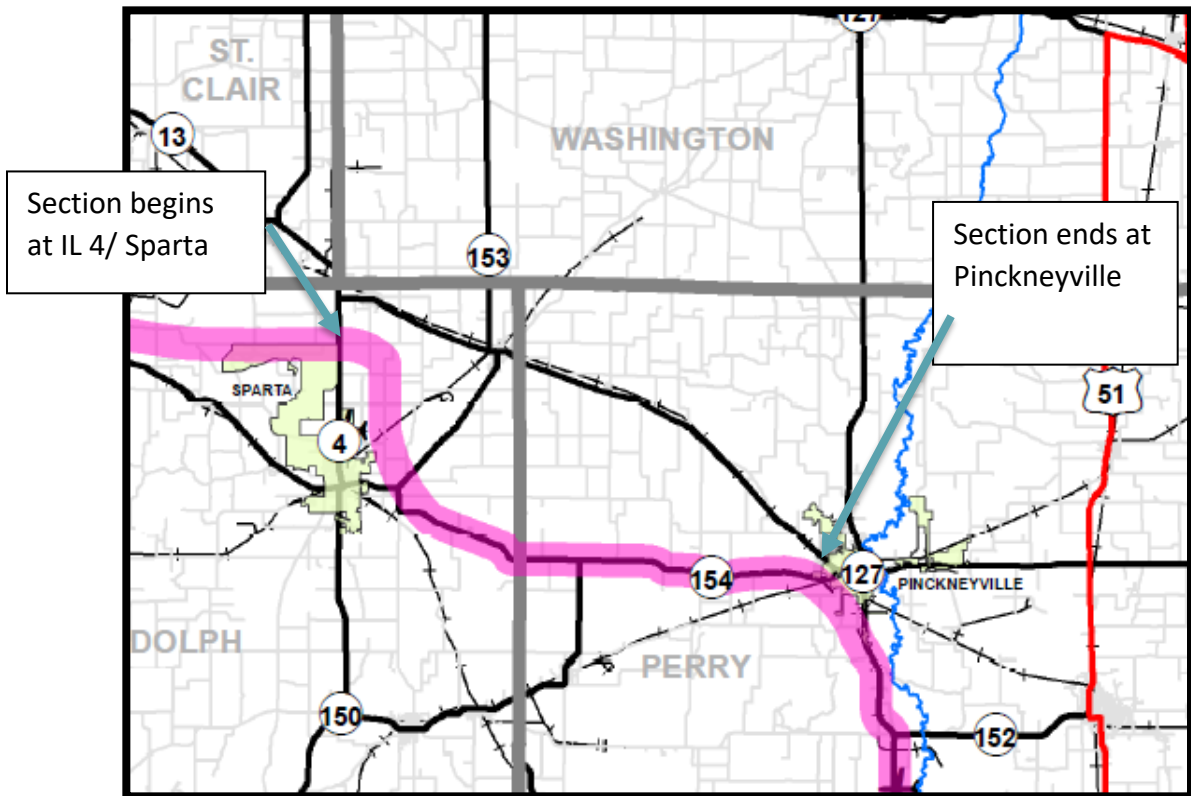 127
ST.
CLAIR
13
WASHINGTON
Section begins
at IL 4/ Sparta
Section ends at
Pinckneyville
153
51
SPARTA
4
154
127
PINCKNEYVILLE
DOLPH
PERRY
150
152